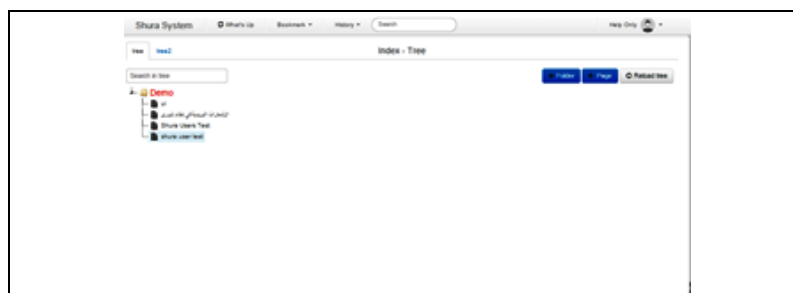 Shura System What's Up Bookmark History Search Help Only
tree tree2 Index - Tree
Search in tree Folder Page Reload tree
Demo
Shura Users Test
shura user test